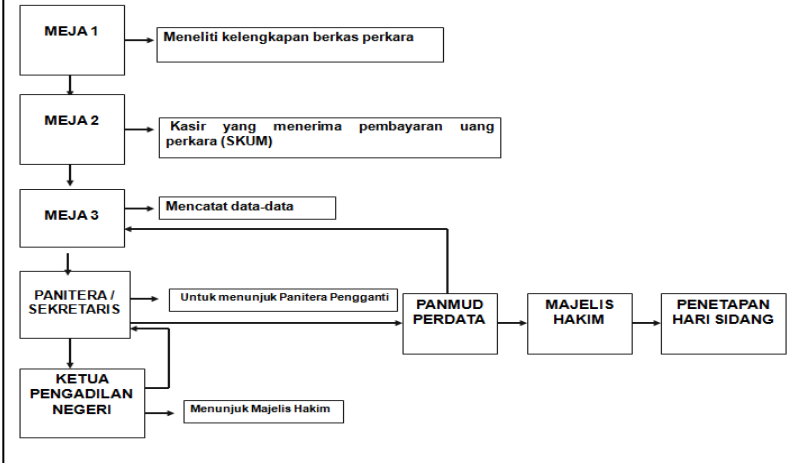 MEJA 1
Meneliti kelengkapan berkas perkara
MEJA 2
Kasir yang menerima pembayaran uang
perkara (SKUM)
MEJA 3
Mencatat data-data
PANITERA /
SEKRETARIS
Untuk menunjuk Panitera Pengganti
PANMUD
PERDATA
MAJELIS
HAKIM
PENETAPAN
HARI SIDANG
KETUA
PENGADILAN
NEGERI
Menunjuk Majelis Hakim